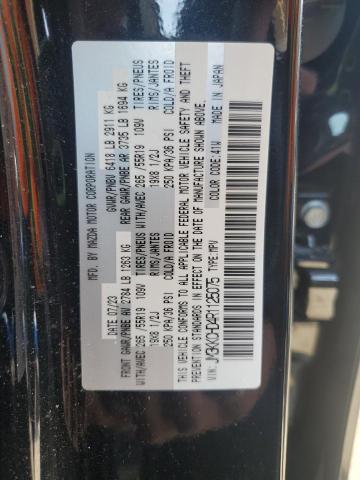 MFD. BY MAZDA MOTOR CORPORATION
MADE IN JAPAN
DATE: 07/23
GVWR/PNBV 6418 LB 2911 KG
FRONT GAWR/PNBE AV 2784 LB 1263 KG
REAR GAWR/PNBE AR 3735 LB 1694 KG
WITH/AVEC 265 /55R19 109V TIRES/PNEUS
WITH/AVEC 265 /55R19 109V TIRES/PNEUS
19X8 1/2J RIMS/JANTES
19X8 1/2J RIMS/JANTES
250 KPA/36 PSI COLD/A FROID
250 KPA/36 PSI COLD/A FROID
THIS VEHICLE CONFORMS TO ALL APPLICABLE FEDERAL MOTOR VEHICLE SAFETY AND THEFT
PREVENTION STANDARDS IN EFFECT ON THE DATE OF MANUFACTURE SHOWN ABOVE.
COLOR CODE: 41W
TYPE: MPV
VIN: